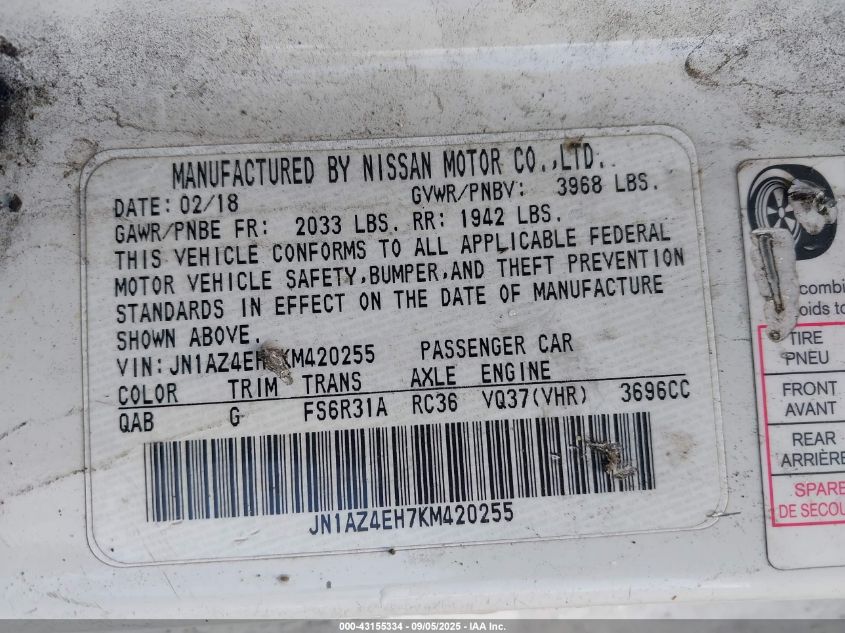 MANUFACTURED BY NISSAN MOTOR CO.,LTD.
DATE: 02/18 GVWR/PNBV: 3968 LBS.
GAWR/PNBE FR: 2033 LBS. RR: 1942 LBS.
THIS VEHICLE CONFORMS TO ALL APPLICABLE FEDERAL
MOTOR VEHICLE SAFETY,BUMPER,AND THEFT PREVENTION
STANDARDS IN EFFECT ON THE DATE OF MANUFACTURE
SHOWN ABOVE.
VIN: JN1AZ4EH7KM420255 PASSENGER CAR
COLOR TRIM TRANS AXLE ENGINE
QAB G FS6R31A RC36 VQ37(VHR) 3696CC
JN1AZ4EH7KM420255
TIRE
PNEU
FRONT
AVANT
REAR
ARRIÈRE
SPARE
000-43155334 - 09/05/2025 - IAA Inc.